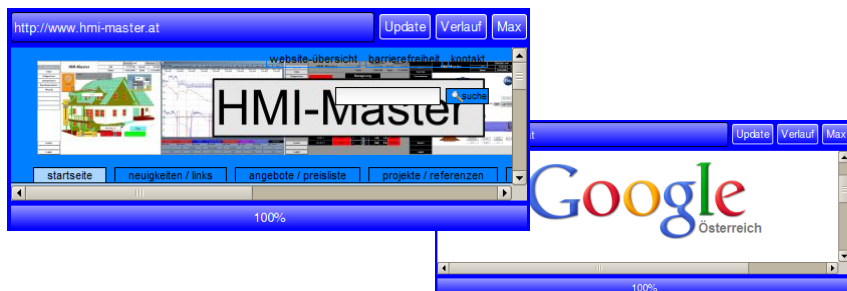 http://www.hmi-master.at Update Verlauf Max
website-übersicht barrierefreiheit kontakt
HMI-Master
suche
startseite neuigkeiten / links angebote / preisliste projekte / referenzen
100%
at Update Verlauf Max
Google
Österreich
100%